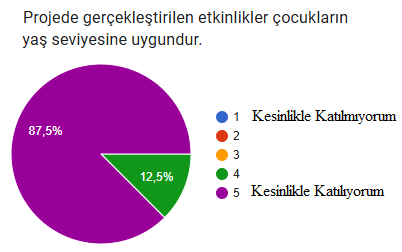 Projede gerçekleştirilen etkinlikler çocukların
yaş seviyesine uygundur.
87,5%
12,5%
1 Kesinlikle Katılmıyorum
2
3
4
5 Kesinlikle Katılıyorum